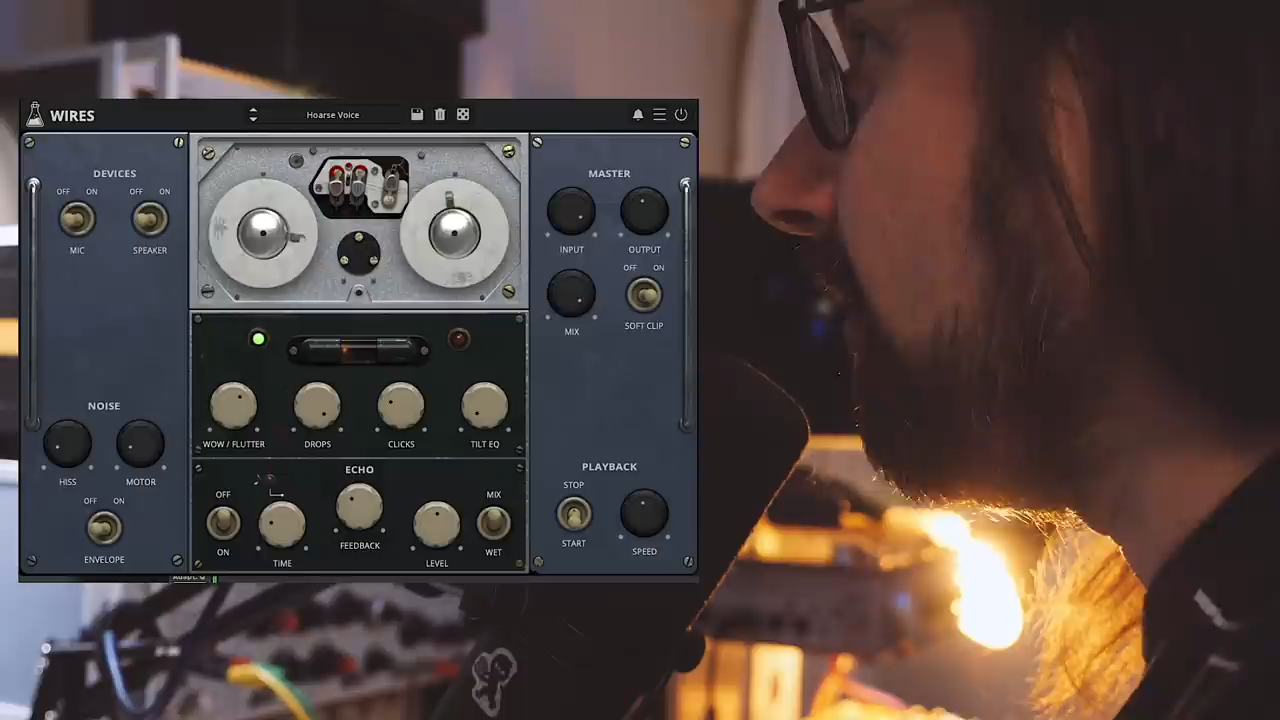 WIRES
Hoarse Voice
DEVICES
OFF ON
OFF ON
MIC
SPEAKER
NOISE
HISS
MOTOR
OFF ON
ENVELOPE
WOW / FLUTTER
DROPS
CLICKS
TILT EQ
ECHO
OFF
ON
TIME
FEEDBACK
LEVEL
MIX
WET
MASTER
INPUT
OUTPUT
MIX
OFF ON
SOFT CLIP
PLAYBACK
STOP
START
SPEED